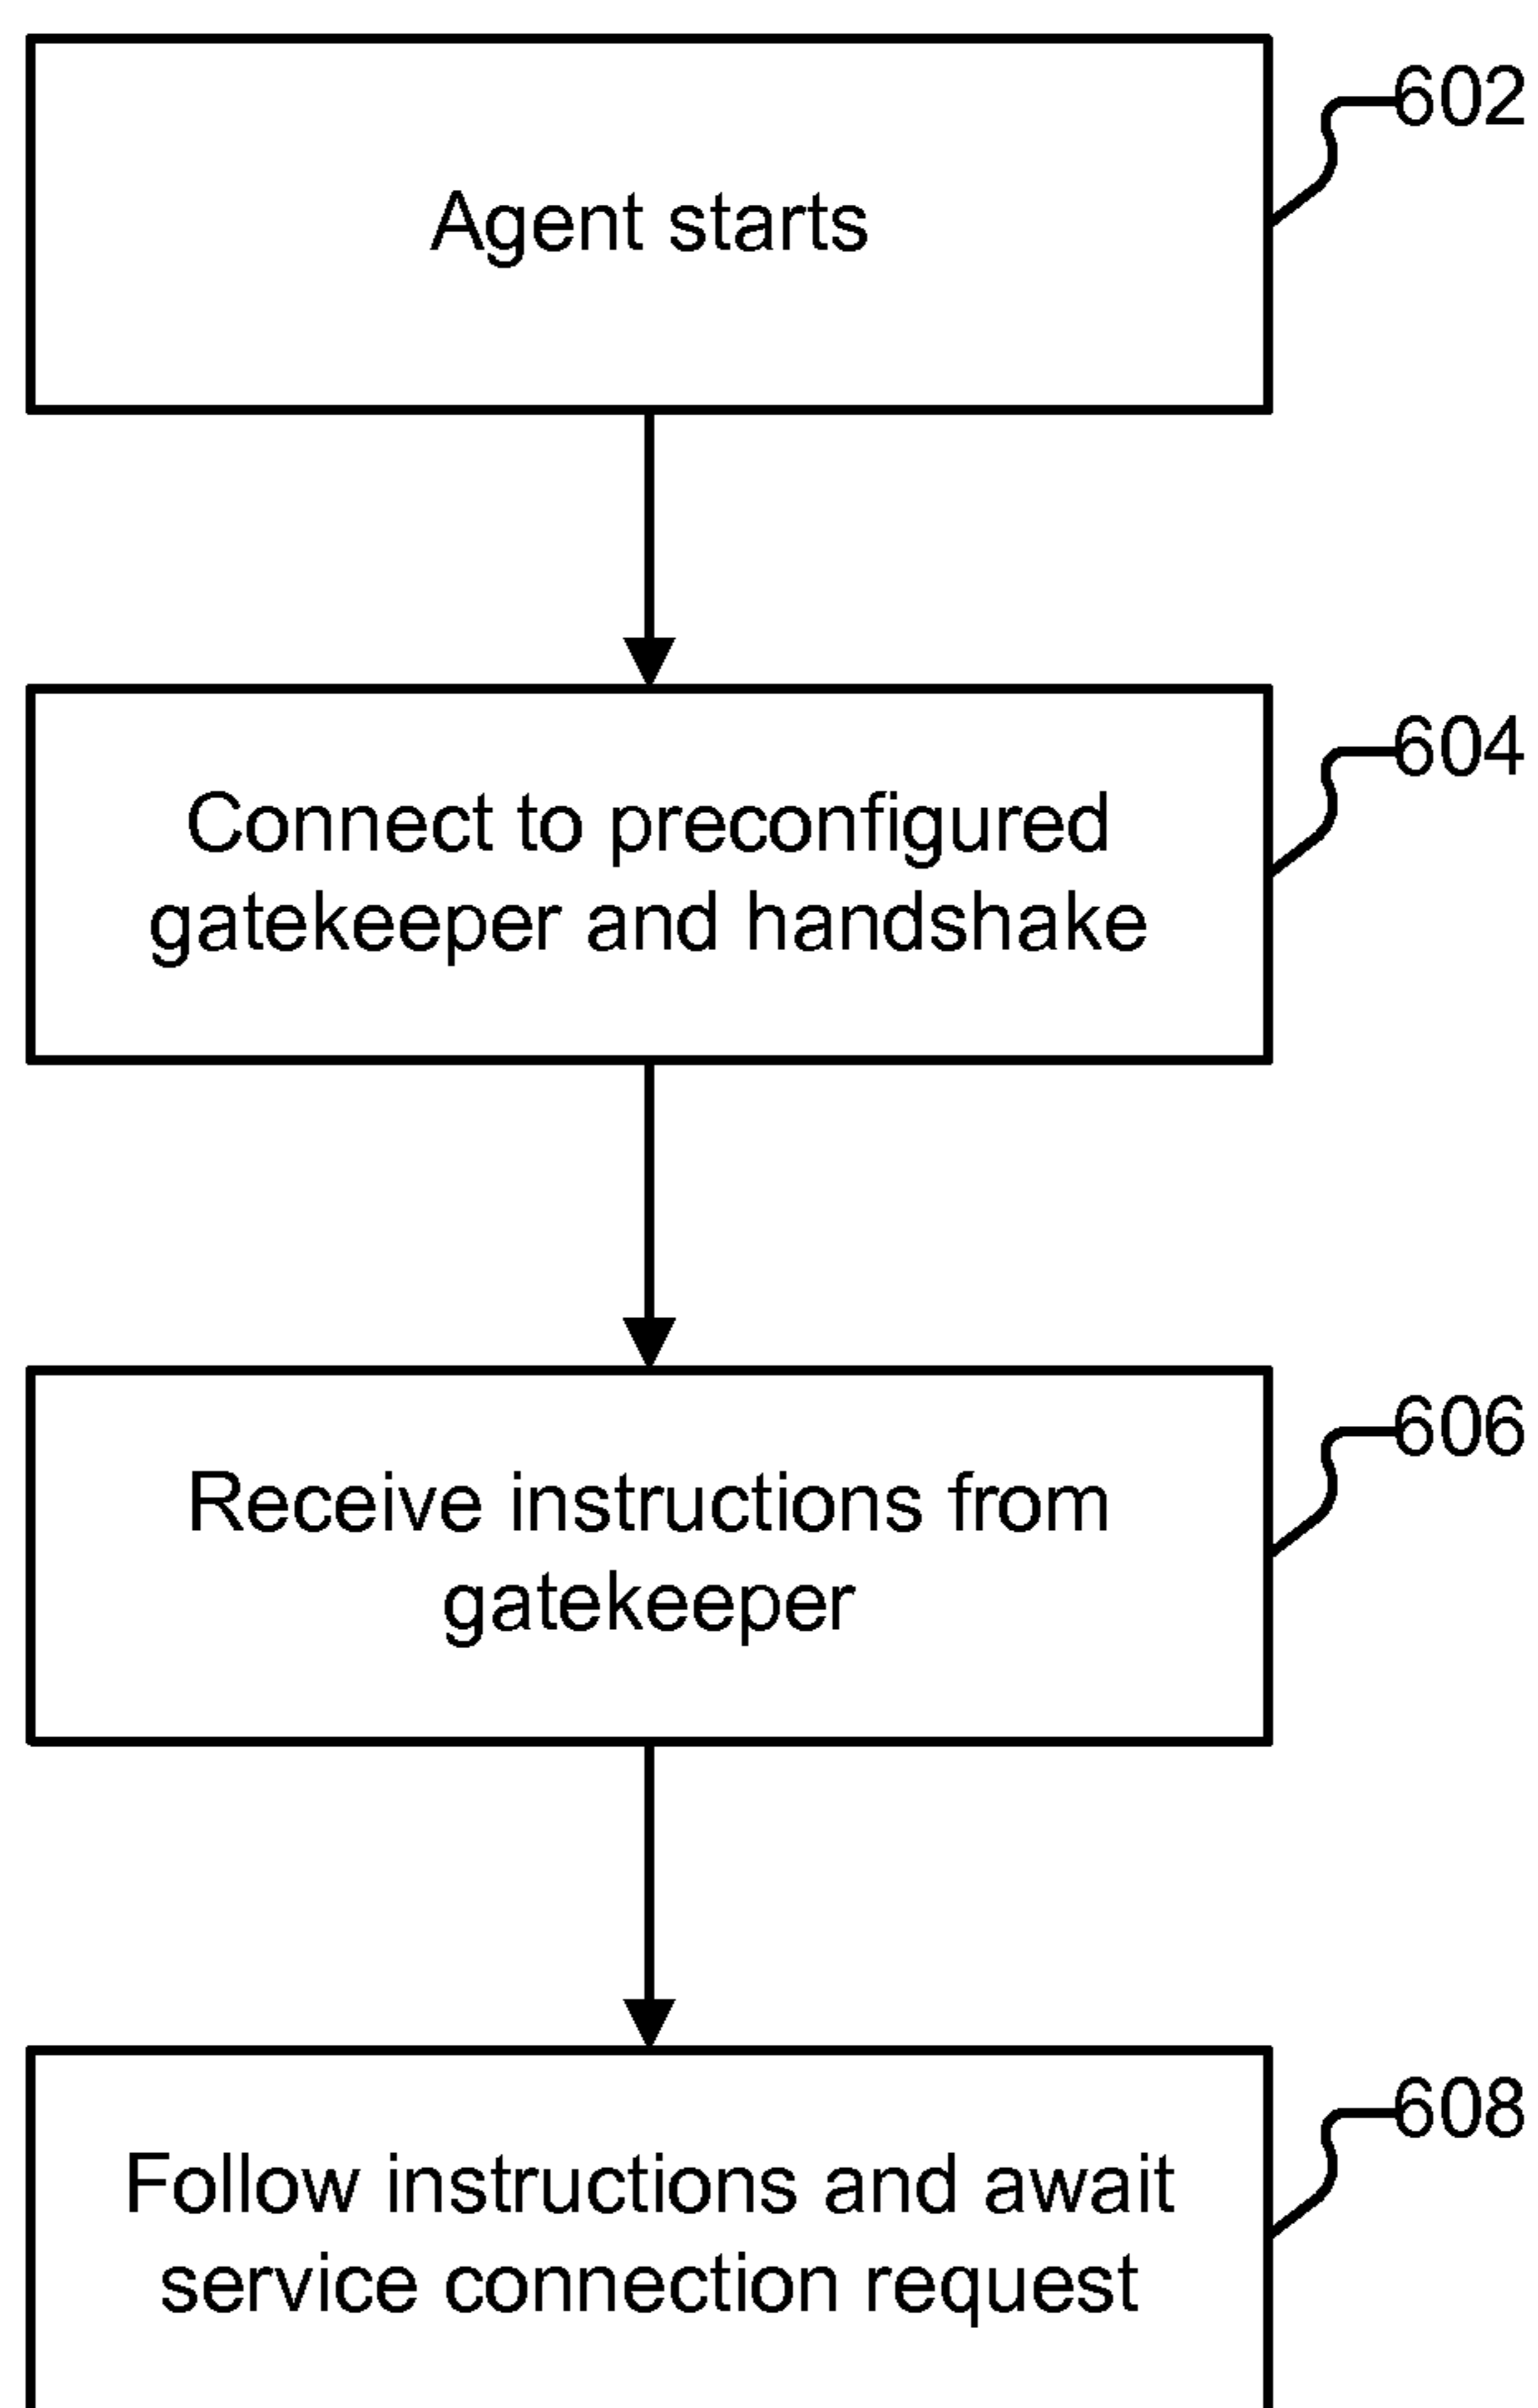 602
Agent starts
604
Connect to preconfigured
gatekeeper and handshake
606
Receive instructions from
gatekeeper
608
Follow instructions and await
service connection request